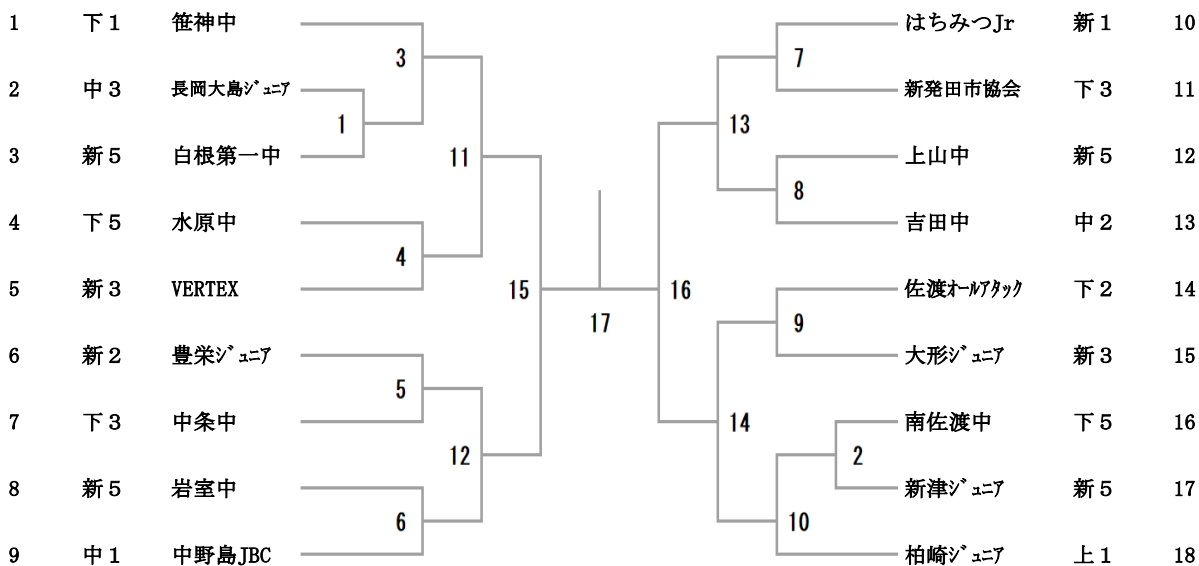 1 下1 笹神中 はちみつJr 新1 10
3 7
2 中3 長岡大島ｼﾞｭﾆｱ 新発田市協会 下3 11
1 13
3 新5 白根第一中 11 上山中 新5 12
8
4 下5 水原中 吉田中 中2 13
4
5 新3 VERTEX 15 16 佐渡ｵｰﾙｱﾀｯｸ 下2 14
17 9
6 新2 豊栄ｼﾞｭﾆｱ 大形ｼﾞｭﾆｱ 新3 15
5
7 下3 中条中 14 南佐渡中 下5 16
12 2
8 新5 岩室中 新津ｼﾞｭﾆｱ 新5 17
6 10
9 中1 中野島JBC 柏崎ｼﾞｭﾆｱ 上1 18